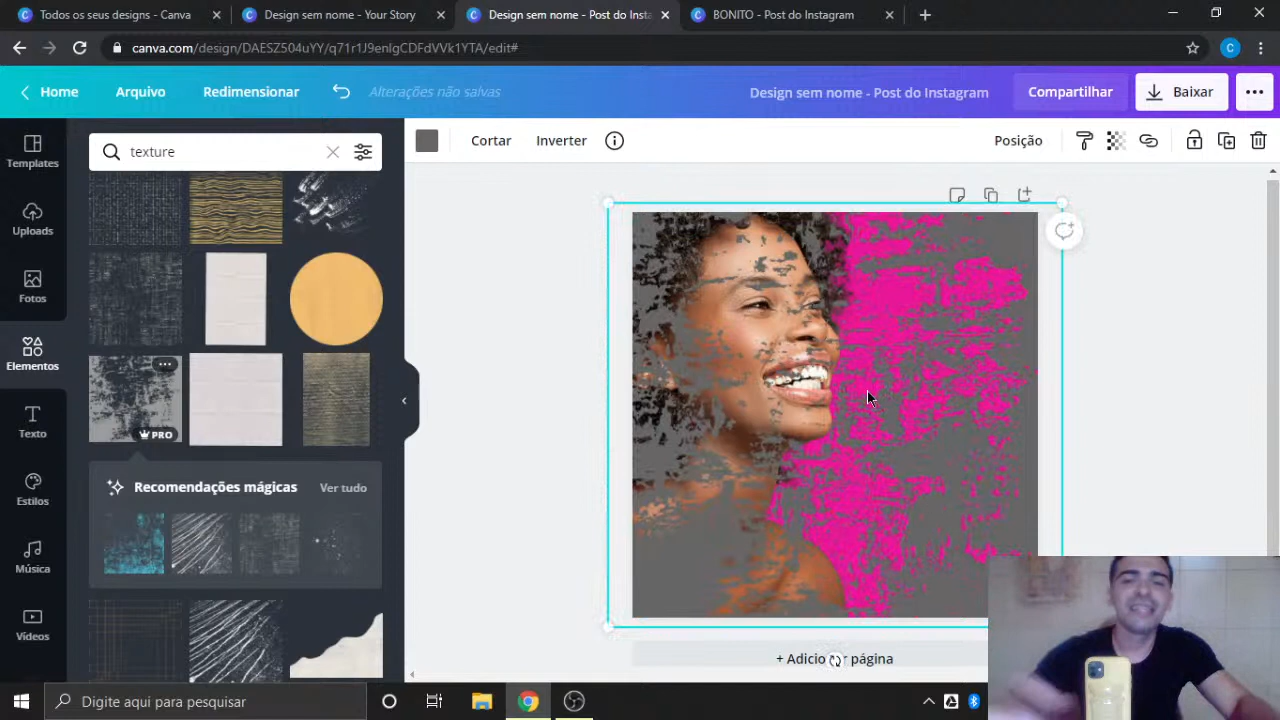 Todos os seus designs - Canva
Design sem nome - Your Story
Design sem nome - Post do Insta
BONITO - Post do Instagram
canva.com/design/DAESZ504uYY/q71r1J9enIgCDFdVVk1YTA/edit#
C
Home
Arquivo
Redimensionar
Alterações não salvas
Design sem nome - Post do Instagram
Compartilhar
Baixar
Templates
Uploads
Fotos
Elementos
Texto
Estilos
Música
Vídeos
texture
PRO
Recomendações mágicas
Ver tudo
Cortar
Inverter
Posição
+ Adicionar página
Digite aqui para pesquisar